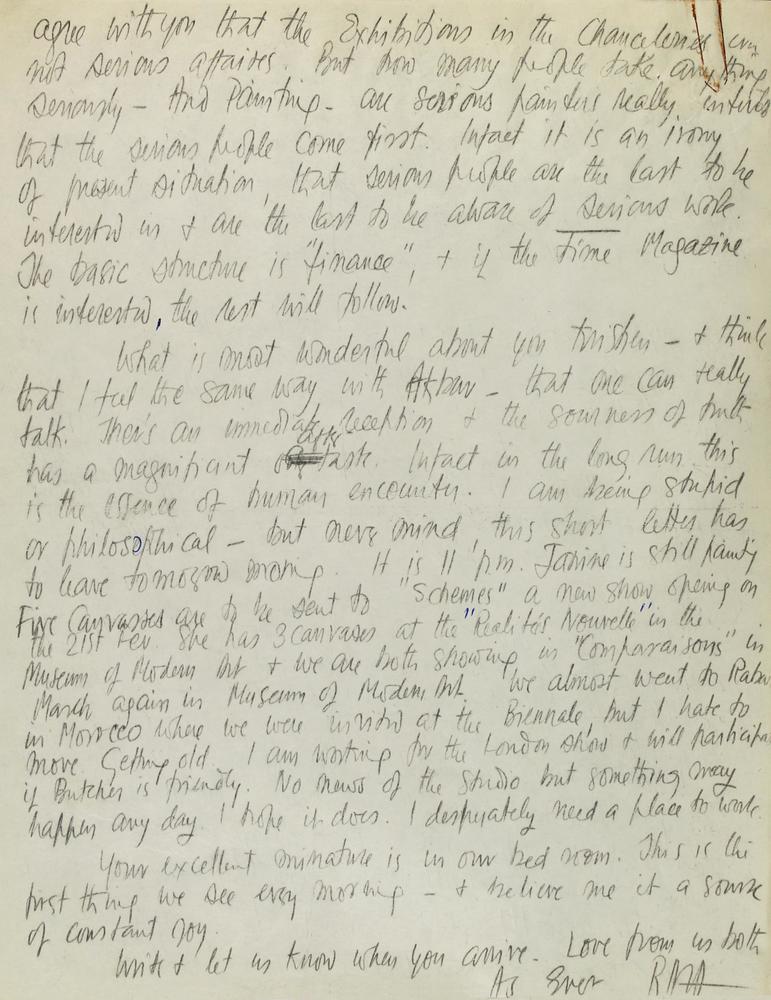 agree with you that the Exhibitions in the Chanceleries are
not serious affaires. But how many people take anything
seriously – And Painting – are serious painters really
that the serious people come first. Infact it is an irony
of present situation, that serious people are the last to be
interested in & are the last to be aware of serious work.
The basic structure is "finance", & if the Time Magazine
is interested, the rest will follow.
What is most wonderful about you Krishen – & think
that I feel the same way with Akbar – that one can really
talk. There's an immediate reception & the sourness of truth
has a magnificient after taste. Infact in the long run this
is the essence of human encounter. I am being stupid
or philosophical – but never mind, this short letter has
to leave tomorrow morning. It is 11 pm. Janine is still painting
Five Canvasses are to be sent to "Schemes" a new show opening on
the 21st Fev. She has 3 canvases at the "Realités Nouvelle" in the
Museum of Modern Art & we are both showing in "Comparaisons" in
March again in Museum of Modern Art. We almost went to Rabat
in Morocco where we were invited at the Biennale, but I hate to
move. Getting old. I am working for the London show & will participate
if Butcher is friendly. No news of the Studio but something may
happen any day. I hope it does. I desperately need a place to work.
Your excellent miniature is in our bed room. This is the
first thing we see every morning – & believe me it a source
of constant joy.
Write & let us know when you arrive. Love from us both
As Ever RAZA